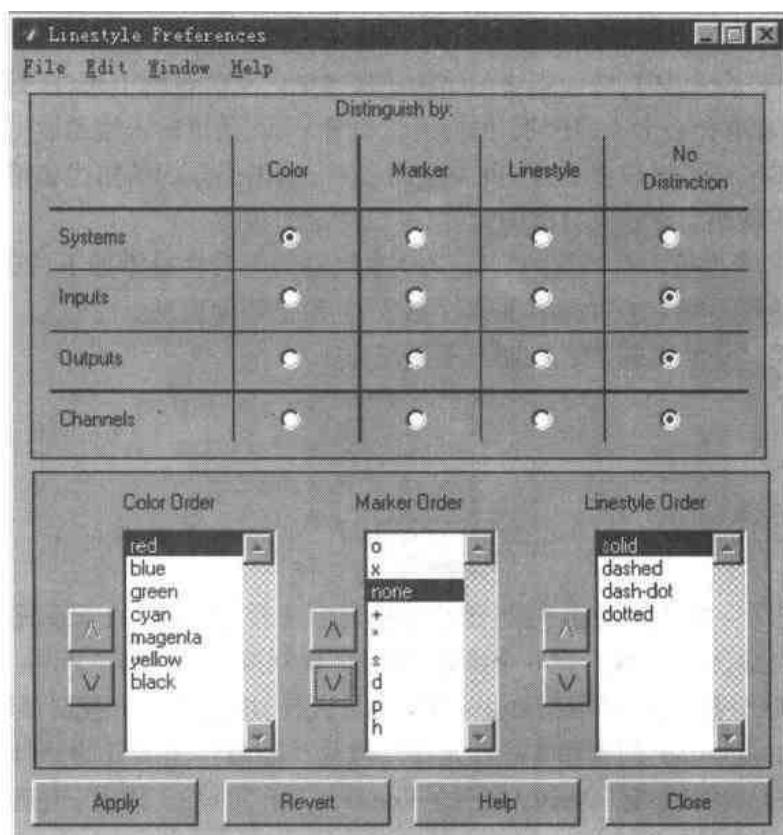 Linestyle Preferences
File Edit Window Help
Distinguish by:
Color Marker Linestyle No Distinction
Systems
Inputs
Outputs
Channels
Color Order
red
blue
green
cyan
magenta
yellow
black
Marker Order
o
x
none
+
*
s
d
p
h
Linestyle Order
solid
dashed
dash-dot
dotted
Apply Revert Help Close